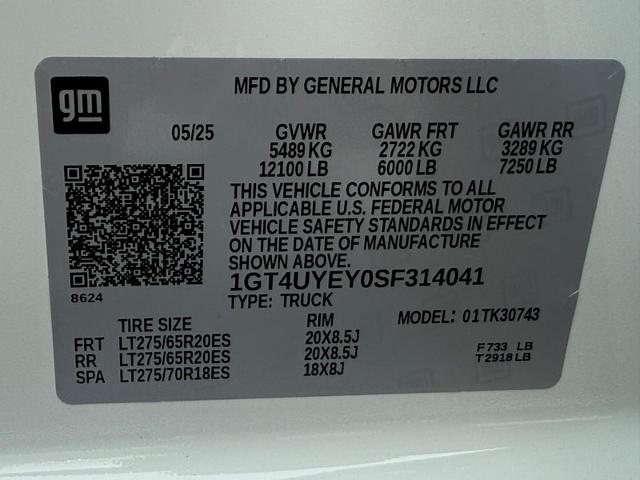 gm
MFD BY GENERAL MOTORS LLC
05/25 GVWR GAWR FRT GAWR RR
5489 KG 2722 KG 3289 KG
12100 LB 6000 LB 7250 LB
THIS VEHICLE CONFORMS TO ALL
APPLICABLE U.S. FEDERAL MOTOR
VEHICLE SAFETY STANDARDS IN EFFECT
ON THE DATE OF MANUFACTURE
SHOWN ABOVE.
8624
1GT4UYEY0SF314041
TYPE: TRUCK
TIRE SIZE RIM MODEL: 01TK30743
FRT LT275/65R20ES 20X8.5J F733 LB
RR LT275/65R20ES 20X8.5J T2918 LB
SPA LT275/70R18ES 18X8J